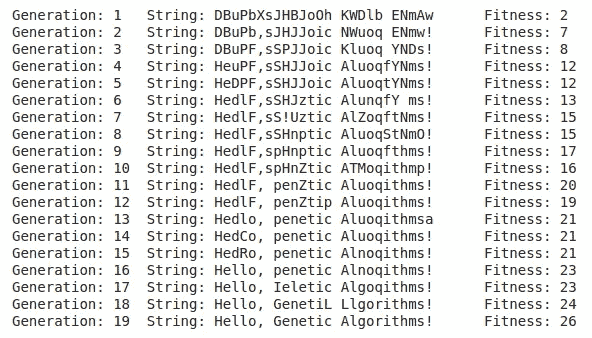 Generation: 1 String: DBuPbXsJHBJoOh KWDlb ENmAw Fitness: 2
Generation: 2 String: DBuPb,sJHJJoic NWuoq ENmw! Fitness: 7
Generation: 3 String: DBuPF,sSPJJoic Kluoq YNDs! Fitness: 8
Generation: 4 String: HeuPF,sSHJJoic AluoqfYNms! Fitness: 12
Generation: 5 String: HeDPF,sSHJJoic AluoqtYNms! Fitness: 12
Generation: 6 String: HedlF,sSHJztic AlunqfY ms! Fitness: 13
Generation: 7 String: HedlF,sS!Uztic AlZoqftNms! Fitness: 15
Generation: 8 String: HedlF,sSHnptic AluoqStNmO! Fitness: 15
Generation: 9 String: HedlF,spHnptic Aluoqfthms! Fitness: 17
Generation: 10 String: HedlF,spHnZtic ATMoqithmp! Fitness: 16
Generation: 11 String: HedlF, penZtic Aluoqithms! Fitness: 20
Generation: 12 String: HedlF, penZtip Aluoqithms! Fitness: 19
Generation: 13 String: Hedlo, penetic Aluoqithmsa Fitness: 21
Generation: 14 String: HedCo, penetic Aluoqithms! Fitness: 21
Generation: 15 String: HedRo, penetic Alnoqithms! Fitness: 21
Generation: 16 String: Hello, penetic Alnoqithms! Fitness: 23
Generation: 17 String: Hello, Ieletic Algoqithms! Fitness: 23
Generation: 18 String: Hello, GenetiL Llgorithms! Fitness: 24
Generation: 19 String: Hello, Genetic Algorithms! Fitness: 26